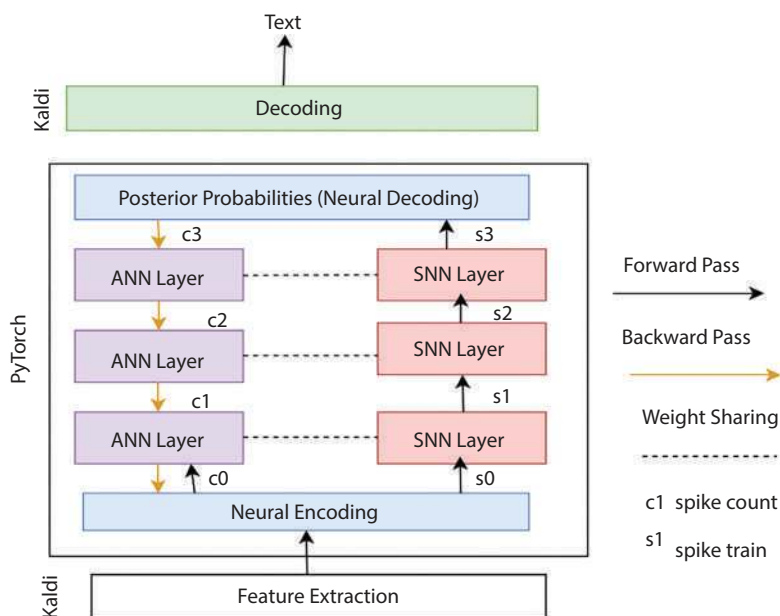 Text
Kaldi
Decoding
PyTorch
Posterior Probabilities (Neural Decoding)
c3
s3
ANN Layer
SNN Layer
c2
s2
ANN Layer
SNN Layer
c1
s1
ANN Layer
SNN Layer
c0
s0
Neural Encoding
Kaldi
Feature Extraction
Forward Pass
Backward Pass
Weight Sharing
c1 spike count
s1 spike train